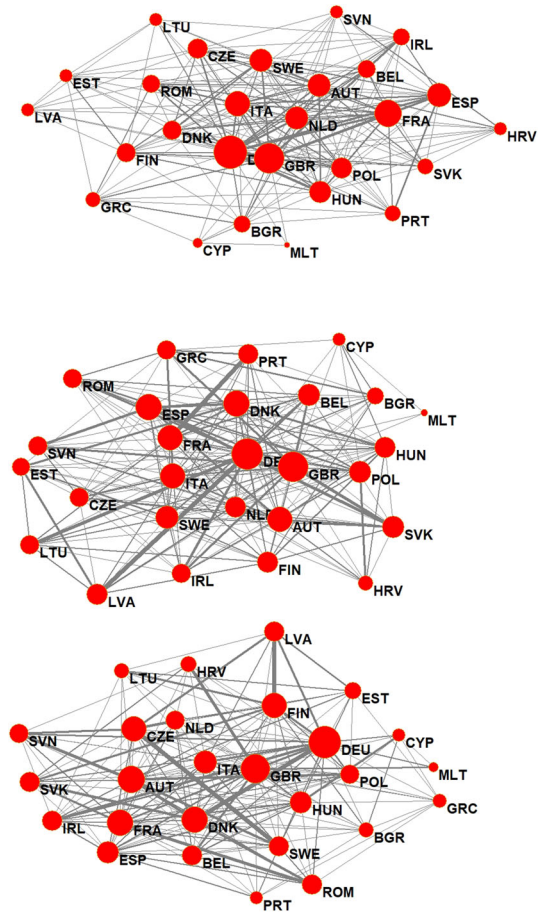 SVN
LTU
IRL
CZE
SWE
BEL
EST
ROM
AUT
ESP
LVA
ITA
FRA
NLD
HRV
DNK
FIN
GBR
POL
SVK
HUN
GRC
PRT
BGR
CYP
MLT
CYP
GRC
PRT
ROM
BEL
BGR
ESP
DNK
MLT
FRA
HUN
SVN
DEU
GBR
EST
ITA
POL
CZE
NLD
SWE
AUT
SVK
LTU
FIN
IRL
HRV
LVA
LVA
HRV
LTU
EST
FIN
NLD
CZE
SVN
CYP
DEU
ITA
GBR
POL
MLT
SVK
AUT
GRC
HUN
IRL
FRA
DNK
BGR
SWE
ESP
BEL
ROM
PRT